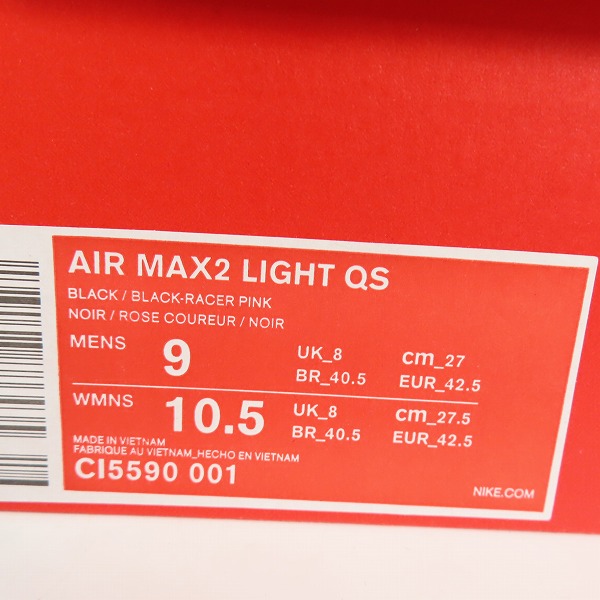 AIR MAX2 LIGHT QS
BLACK / BLACK-RACER PINK
NOIR / ROSE COUREUR / NOIR
MENS 9 UK_8 cm_27
BR_40.5 EUR_42.5
WMNS 10.5 UK_8 cm_27.5
BR_40.5 EUR_42.5
MADE IN VIETNAM
FABRIQUE AU VIETNAM_HECHO EN VIETNAM
CI5590 001
NIKE.COM